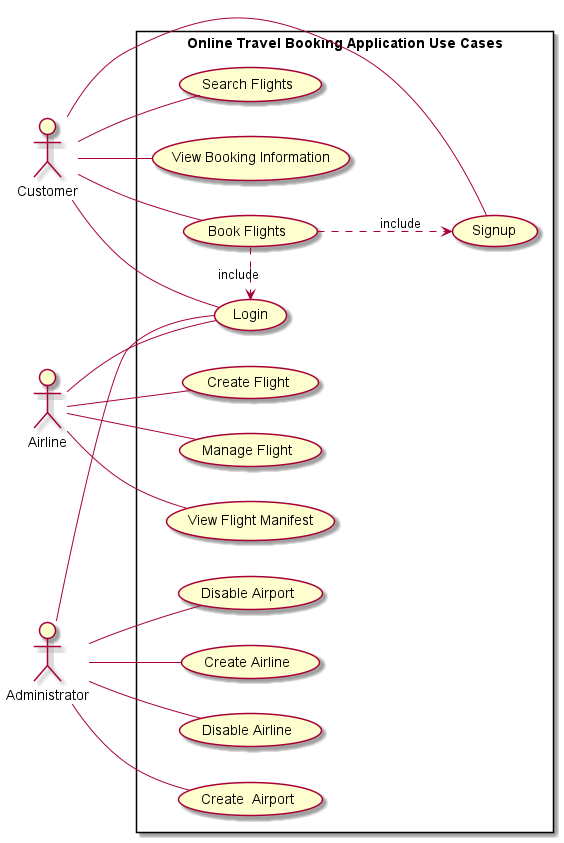 Online Travel Booking Application Use Cases
Search Flights
View Booking Information
Customer
Book Flights
include
Signup
include
Login
Create Flight
Airline
Manage Flight
View Flight Manifest
Disable Airport
Create Airline
Administrator
Disable Airline
Create  Airport